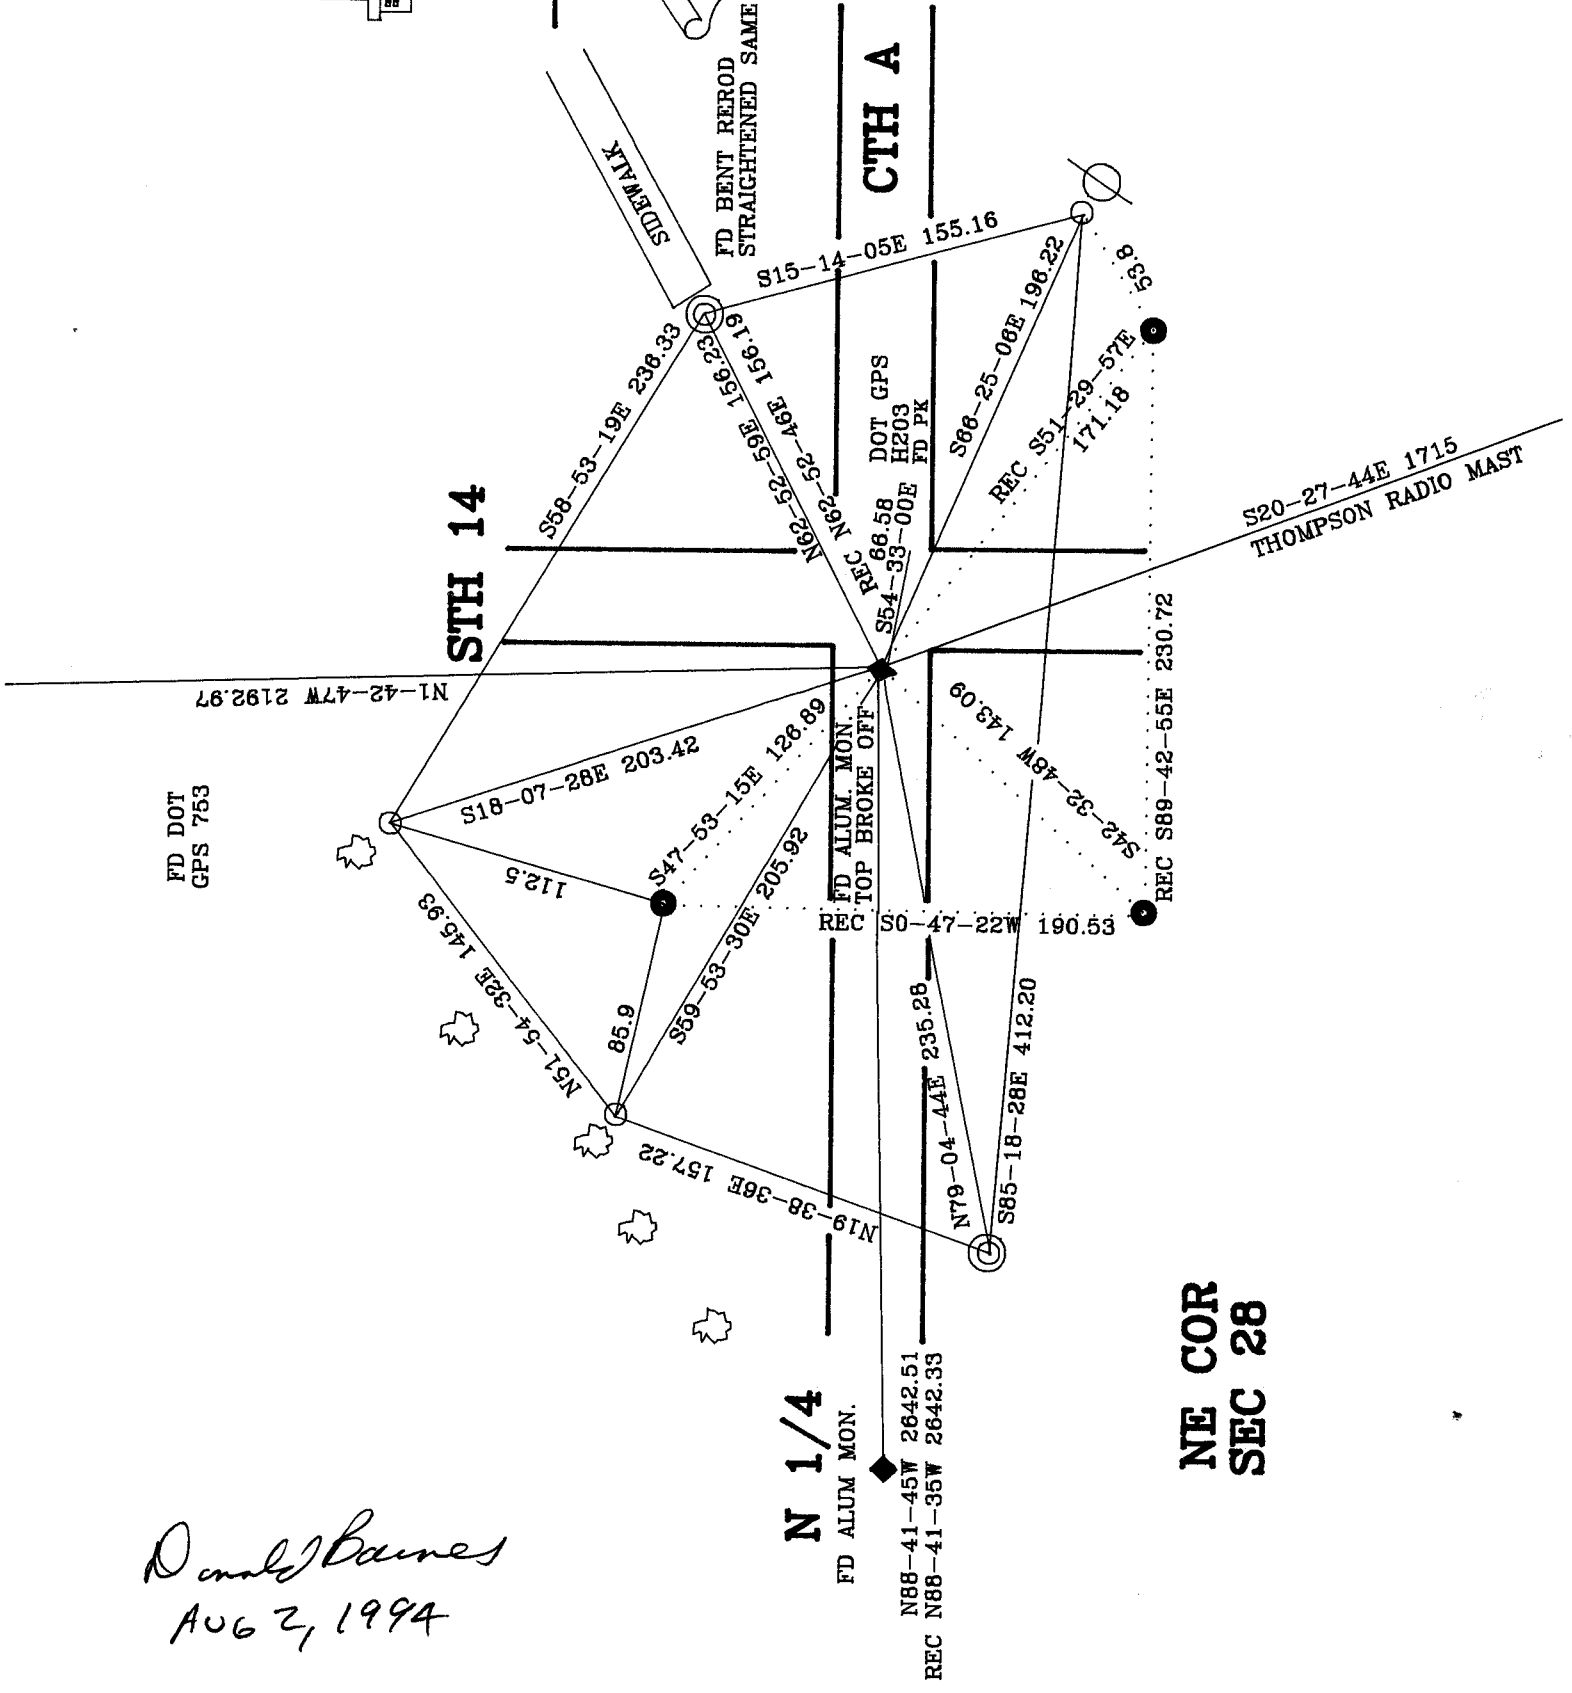 SIDEWALK
FD BENT REROD
STRAIGHTENED SAME
CTH A
S15-14-05E 155.16
S58-53-19E 236.33
N62-52-59E 156.23
REC N62-52-46E 156.19
DOT GPS
H203
FD PK
66.58
S54-33-00E
S66-25-06E 196.22
53.8
REC S51-29-57E
171.18
S20-27-44E 1715
THOMPSON RADIO MAST
STH 14
N1-42-47W 2192.97
FD DOT
GPS 753
S18-07-28E 203.42
112.5
S47-53-15E 126.89
N51-54-32E 145.93
85.9
S59-53-30E 205.92
FD ALUM. MON.
TOP BROKE OFF
REC S0-47-22W 190.53
S42-32-48W 143.09
REC S89-42-55E 230.72
N19-38-36E 157.22
N79-04-44E 235.28
S85-18-28E 412.20
N 1/4
FD ALUM MON.
N88-41-45W 2642.51
REC N88-41-35W 2642.33
NE COR
SEC 28
Donald Barnes
AUG 2, 1994